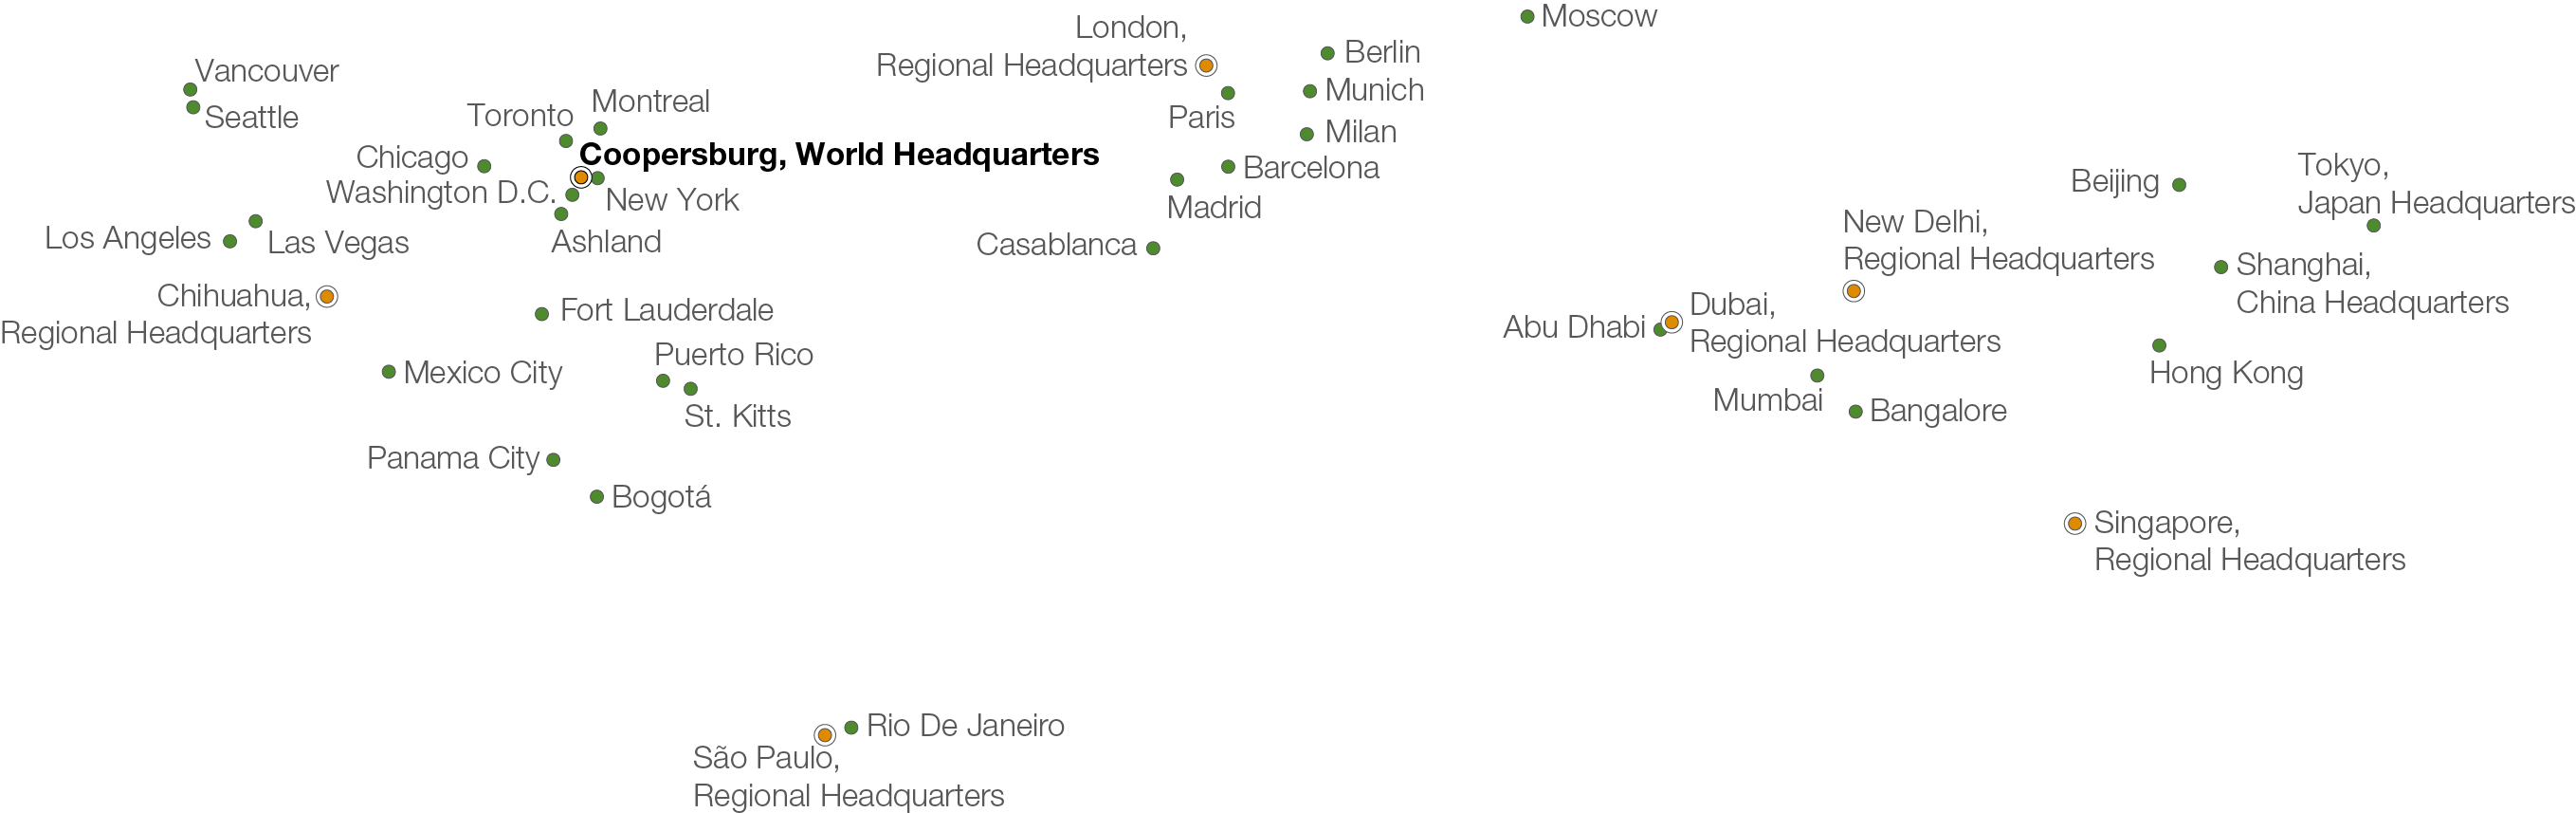 Moscow
London,
Regional Headquarters
Berlin
Vancouver
Munich
Montreal
Toronto
Seattle
Paris
Milan
Coopersburg, World Headquarters
Chicago
Barcelona
Tokyo,
Japan Headquarters
Beijing
Washington D.C.
New York
Madrid
New Delhi,
Regional Headquarters
Los Angeles
Las Vegas
Ashland
Casablanca
Shanghai,
China Headquarters
Chihuahua,
Regional Headquarters
Fort Lauderdale
Dubai,
Regional Headquarters
Abu Dhabi
Puerto Rico
Mexico City
Hong Kong
Mumbai
Bangalore
St. Kitts
Panama City
Bogotá
Singapore,
Regional Headquarters
Rio De Janeiro
São Paulo,
Regional Headquarters